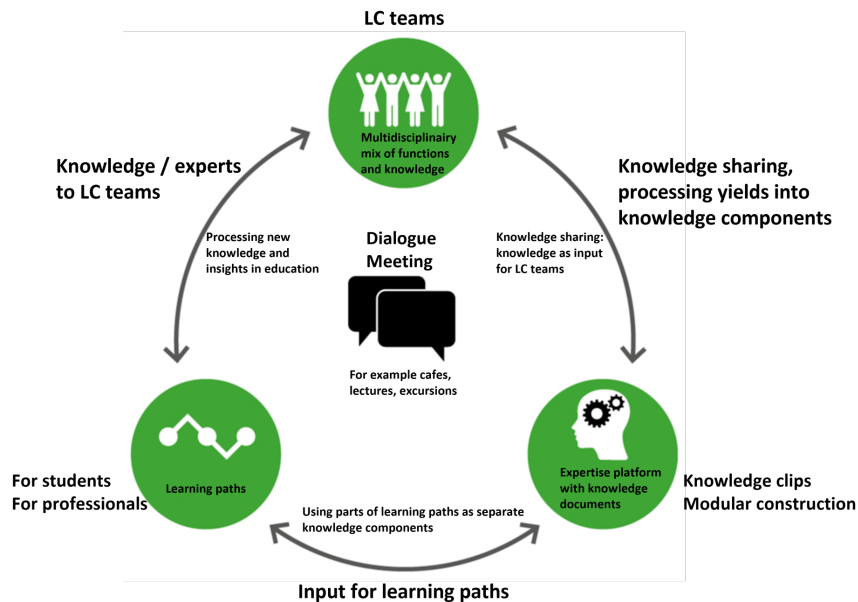 LC teams
Multidisciplinairy
mix of functions
and knowledge
Knowledge / experts
to LC teams
Knowledge sharing,
processing yields into
knowledge components
Processing new
knowledge and
insights in education
Dialogue
Meeting
Knowledge sharing:
knowledge as input
for LC teams
For example cafes,
lectures, excursions
For students
For professionals
Learning paths
Expertise platform
with knowledge
documents
Knowledge clips
Modular construction
Using parts of learning paths as separate
knowledge components
Input for learning paths